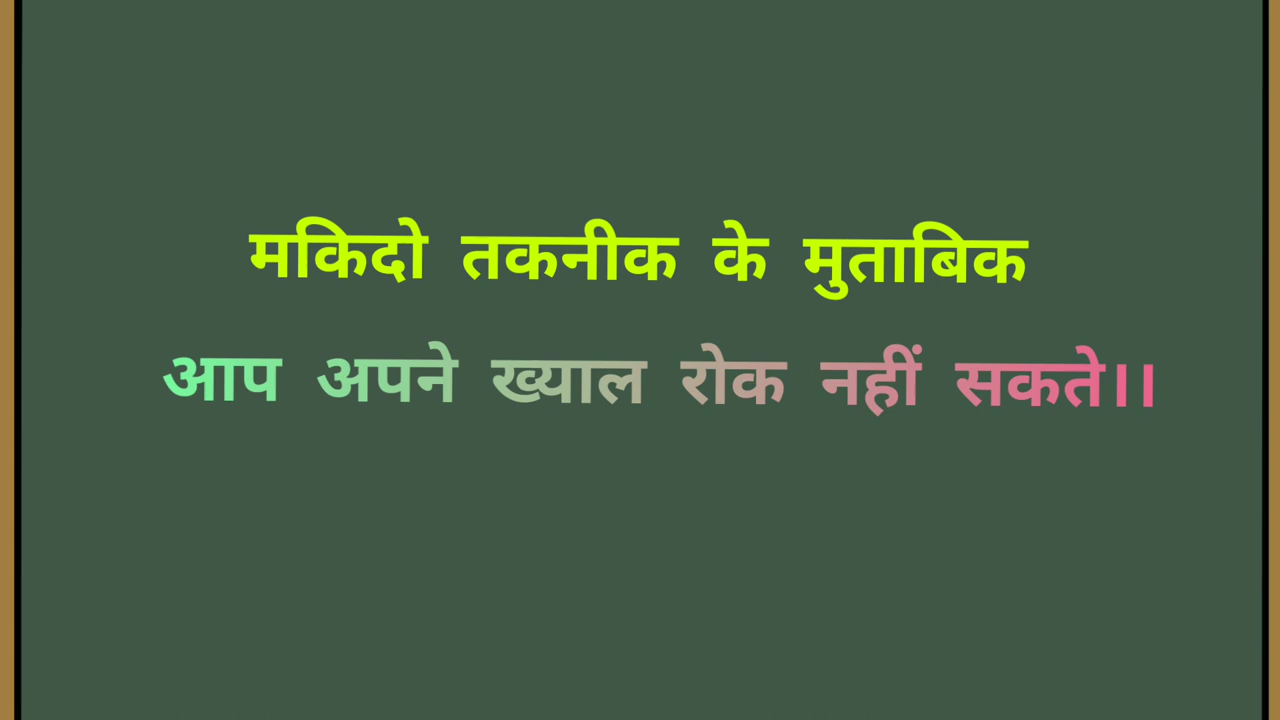 मकिदो तकनीक के मुताबिक
आप अपने ख्याल रोक नहीं सकते।।